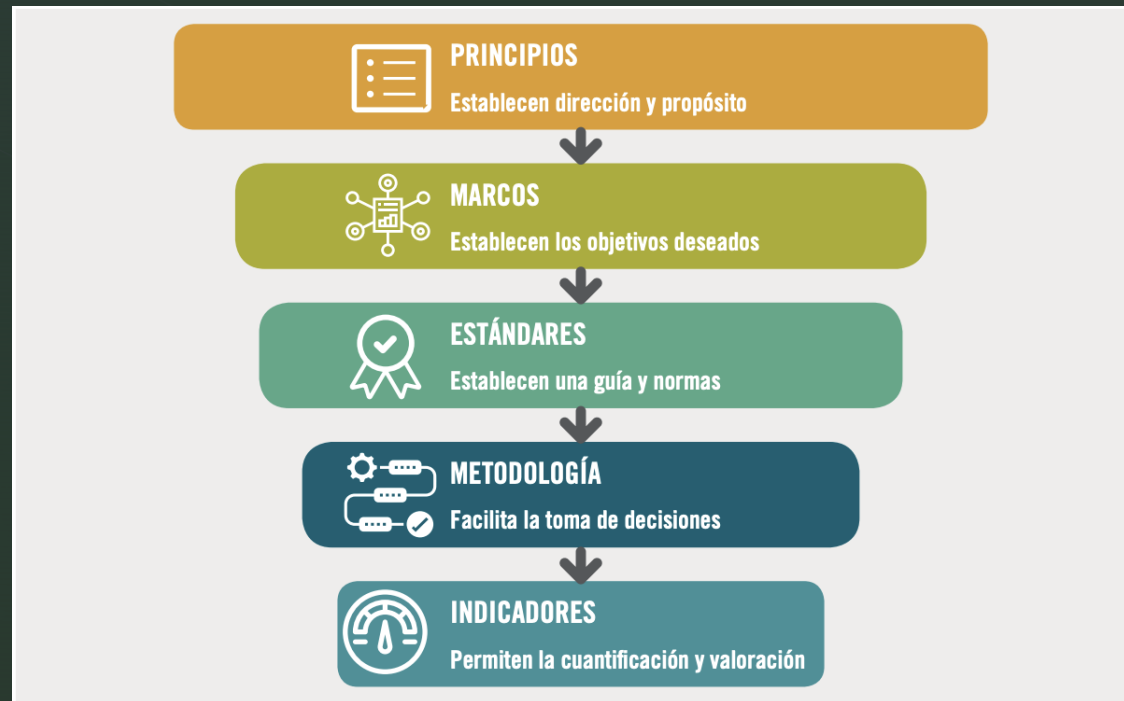 PRINCIPIOS
Establecen dirección y propósito
MARCOS
Establecen los objetivos deseados
ESTÁNDARES
Establecen una guía y normas
METODOLOGÍA
Facilita la toma de decisiones
INDICADORES
Permiten la cuantificación y valoración